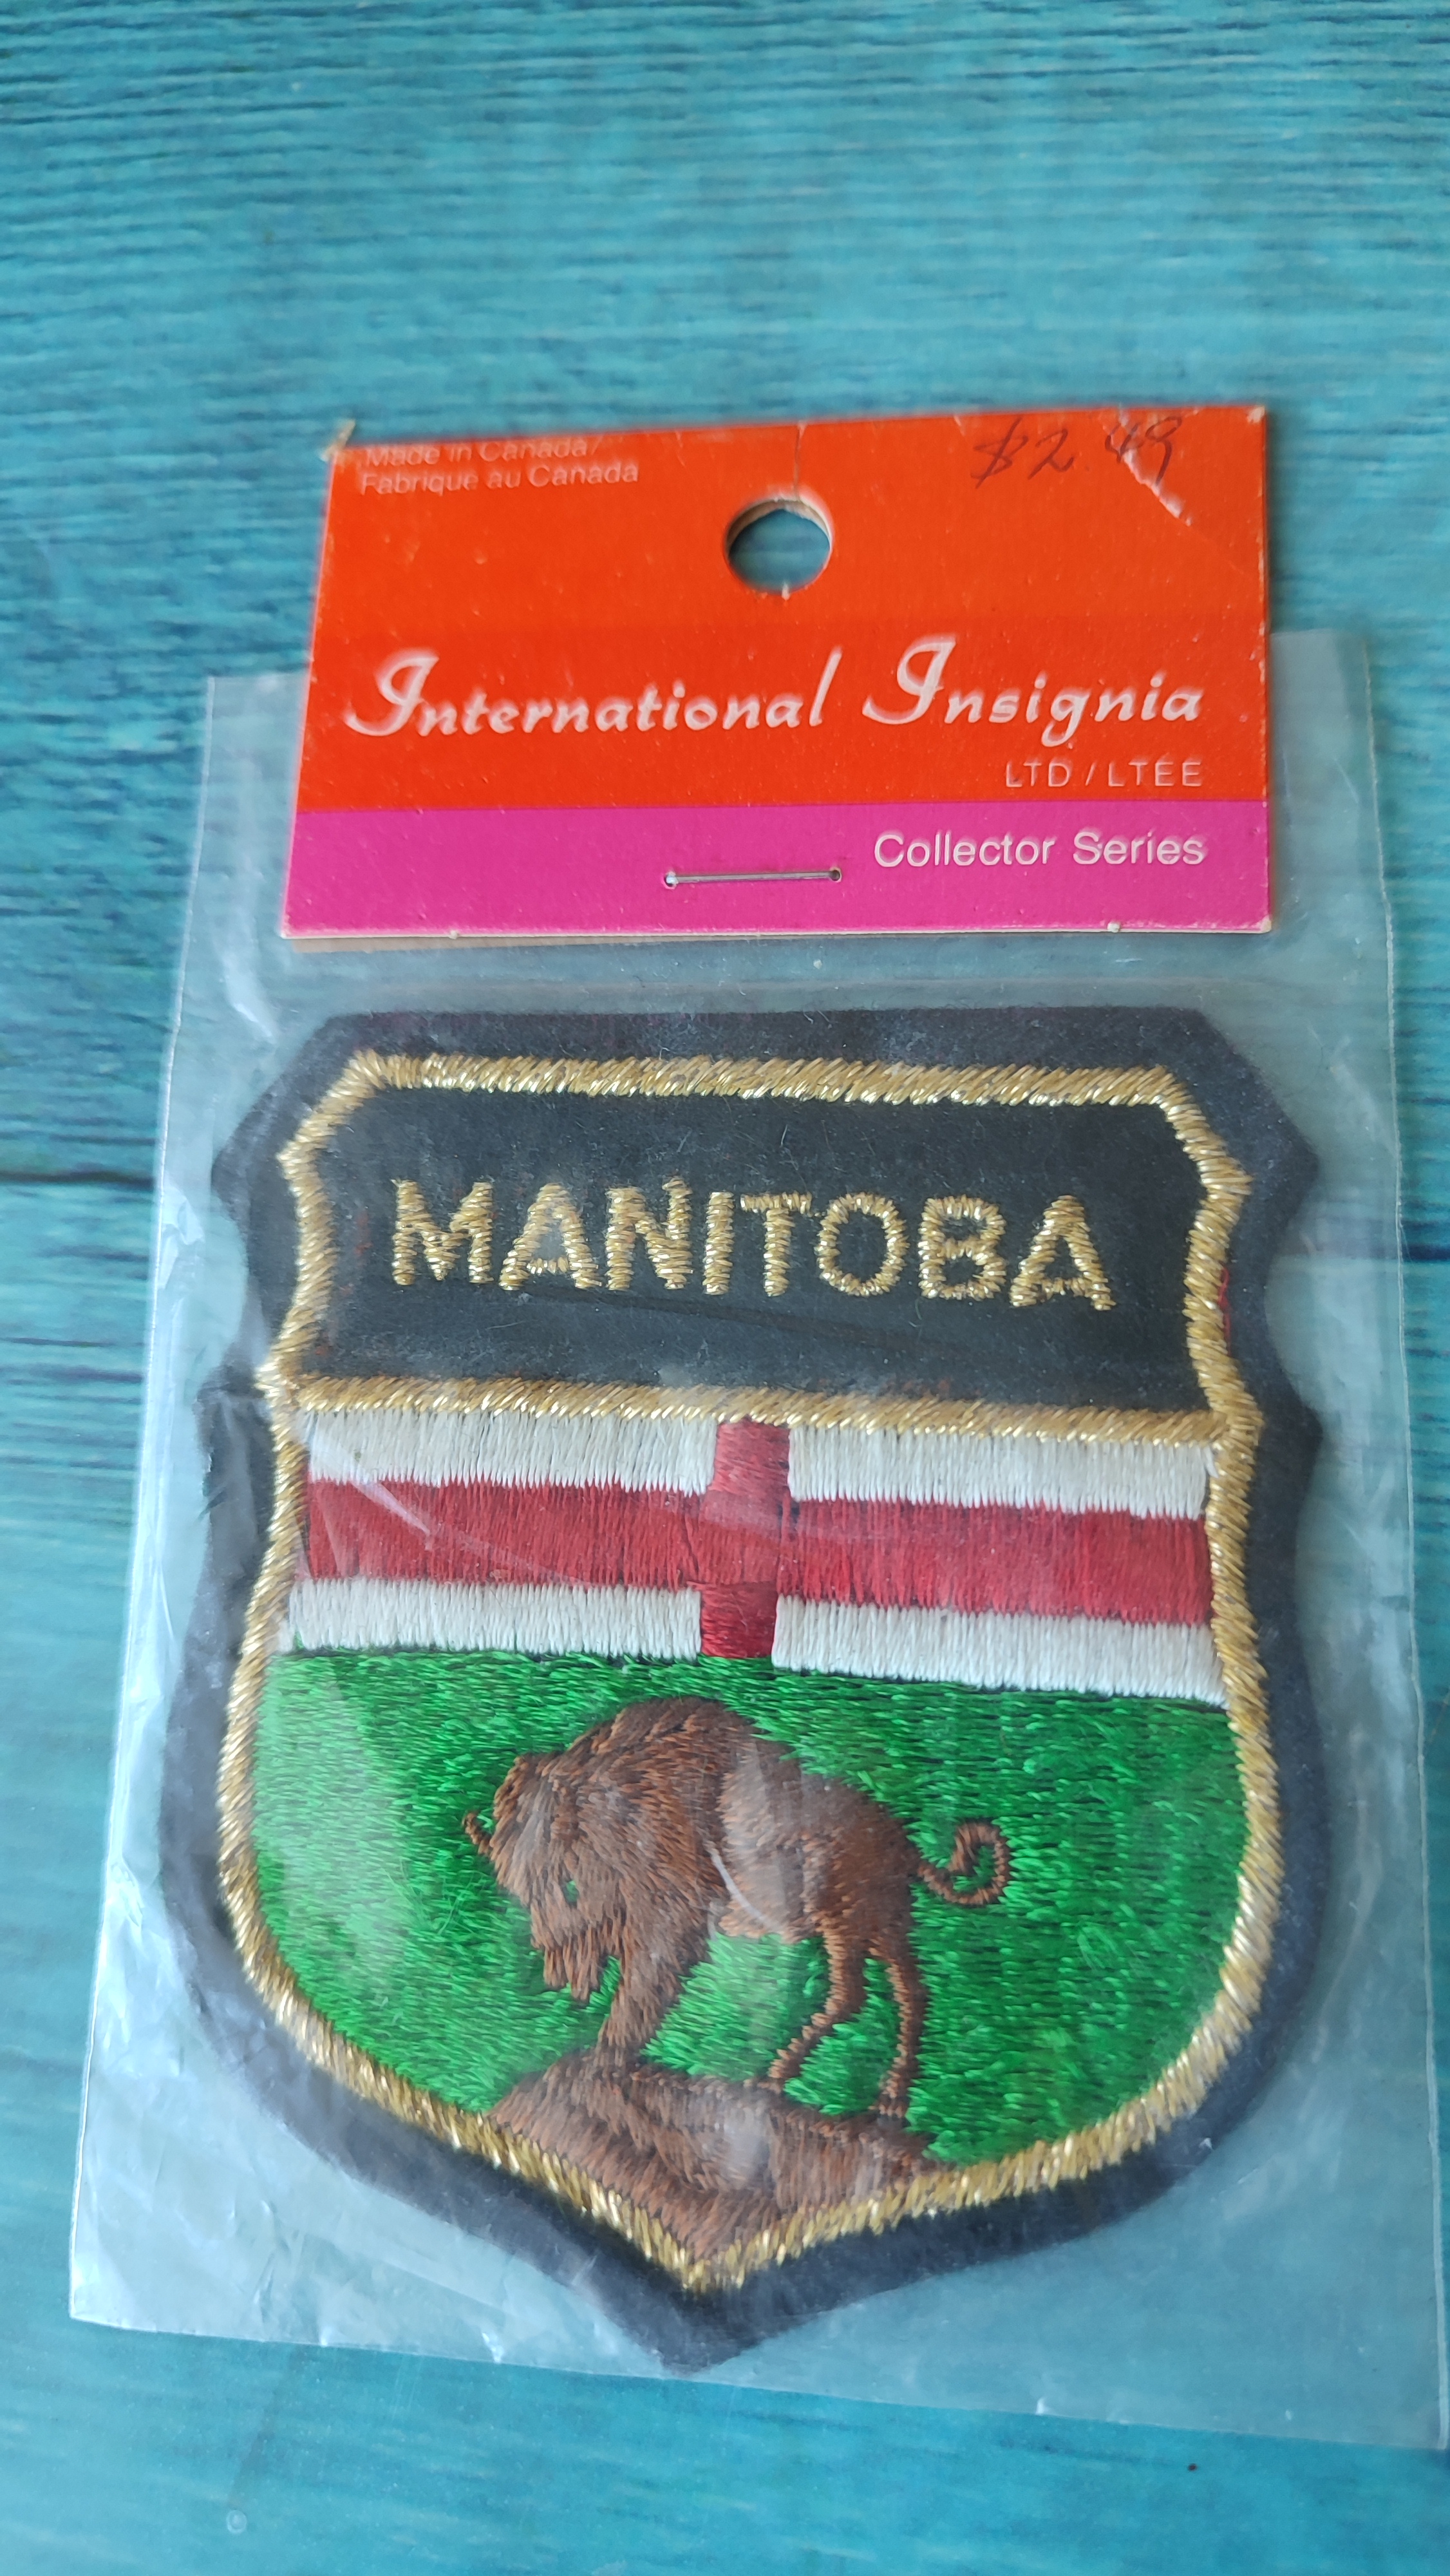 Made in Canada/
Fabrique au Canada
$2.49
International Insignia
LTD / LTEE
Collector Series
MANITOBA